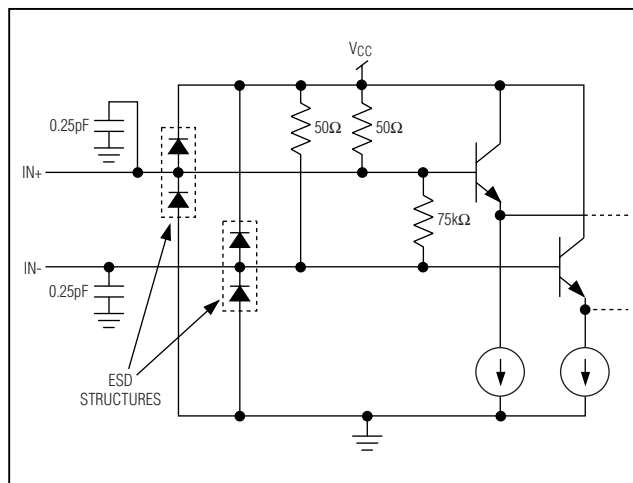 VCC
0.25pF
50Ω
50Ω
IN+
75kΩ
IN-
0.25pF
ESD
STRUCTURES